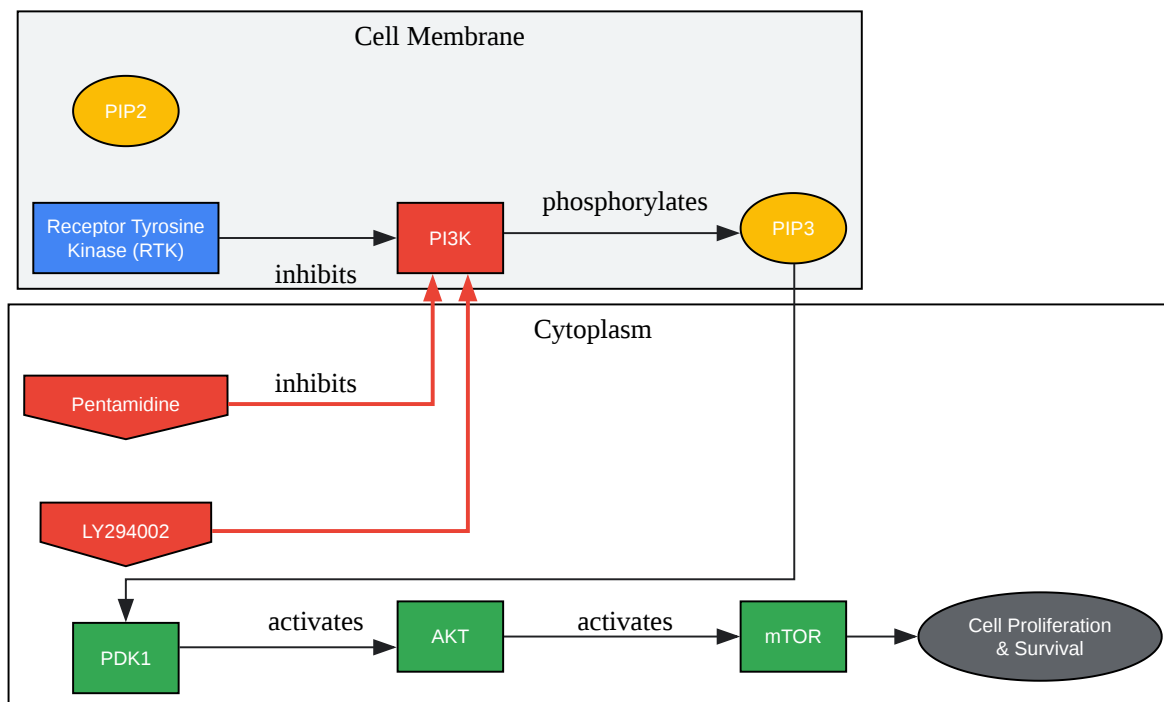 Cell Membrane
PIP2
Receptor Tyrosine
Kinase (RTK)
PI3K
phosphorylates
PIP3
inhibits
Cytoplasm
Pentamidine
inhibits
LY294002
PDK1
activates
AKT
activates
mTOR
Cell Proliferation
& Survival